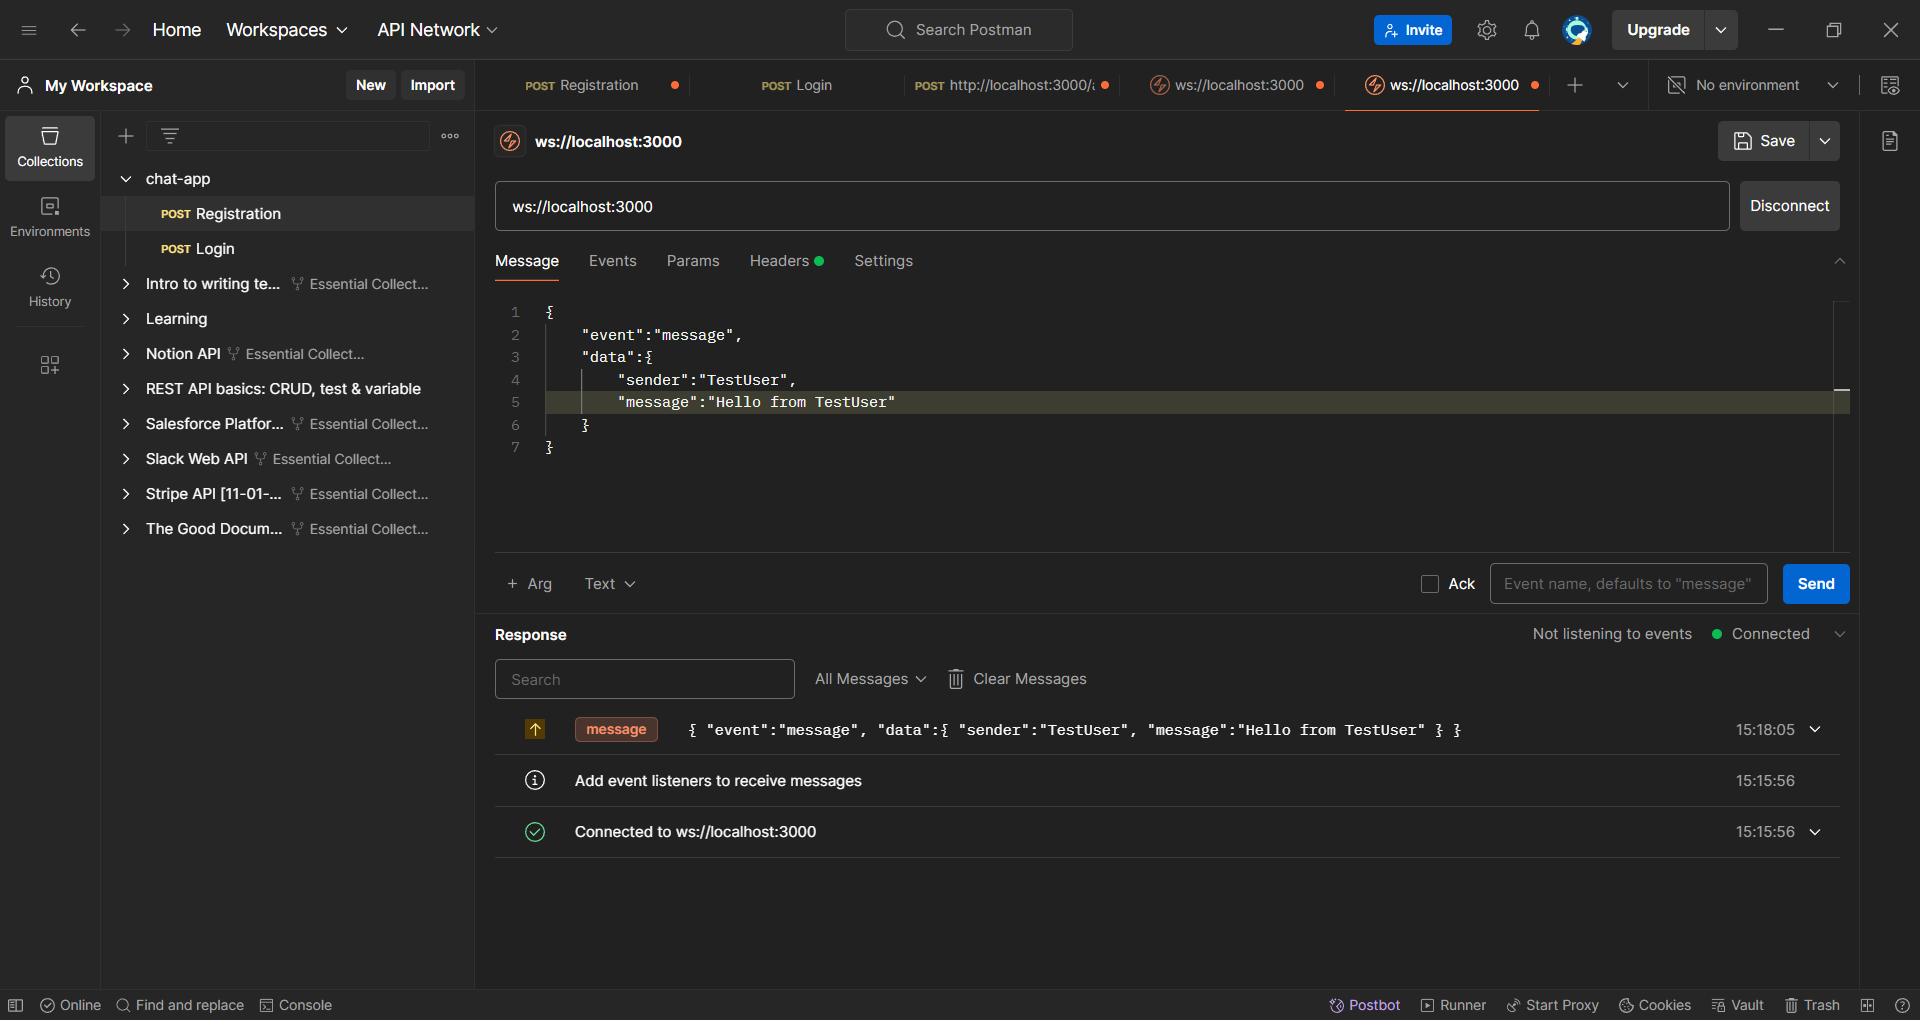 Home Workspaces API Network Search Postman Invite Upgrade
My Workspace New Import
POST Registration POST Login POST http://localhost:3000/ ws://localhost:3000 ws://localhost:3000 No environment
Collections
Environments
History
chat-app
POST Registration
POST Login
Intro to writing te... Essential Collect...
Learning
Notion API Essential Collect...
REST API basics: CRUD, test & variable
Salesforce Platfor... Essential Collect...
Slack Web API Essential Collect...
Stripe API [11-01-... Essential Collect...
The Good Docum... Essential Collect...
ws://localhost:3000 Save
ws://localhost:3000 Disconnect
Message Events Params Headers Settings
1 {
2 "event":"message",
3 "data":{
4 "sender":"TestUser",
5 "message":"Hello from TestUser"
6 }
7 }
+ Arg Text Ack Event name, defaults to "message" Send
Response Not listening to events Connected
Search All Messages Clear Messages
message { "event":"message", "data":{ "sender":"TestUser", "message":"Hello from TestUser" } } 15:18:05
Add event listeners to receive messages 15:15:56
Connected to ws://localhost:3000 15:15:56
Online Find and replace Console Postbot Runner Start Proxy Cookies Vault Trash